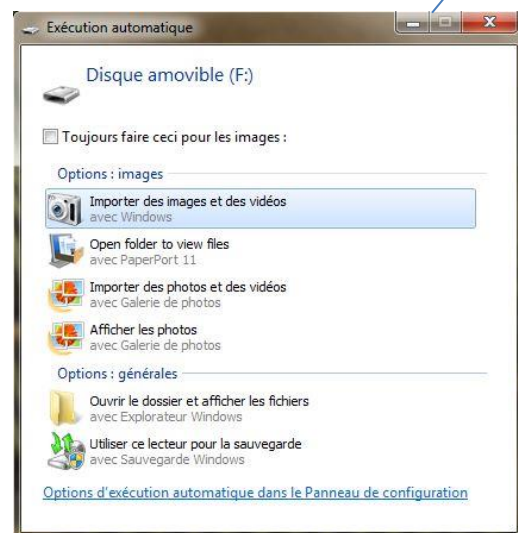 Exécution automatique
Disque amovible (F:)
Toujours faire ceci pour les images :
Options : images
Importer des images et des vidéos
avec Windows
Open folder to view files
avec PaperPort 11
Importer des photos et des vidéos
avec Galerie de photos
Afficher les photos
avec Galerie de photos
Options : générales
Ouvrir le dossier et afficher les fichiers
avec Explorateur Windows
Utiliser ce lecteur pour la sauvegarde
avec Sauvegarde Windows
Options d'exécution automatique dans le Panneau de configuration